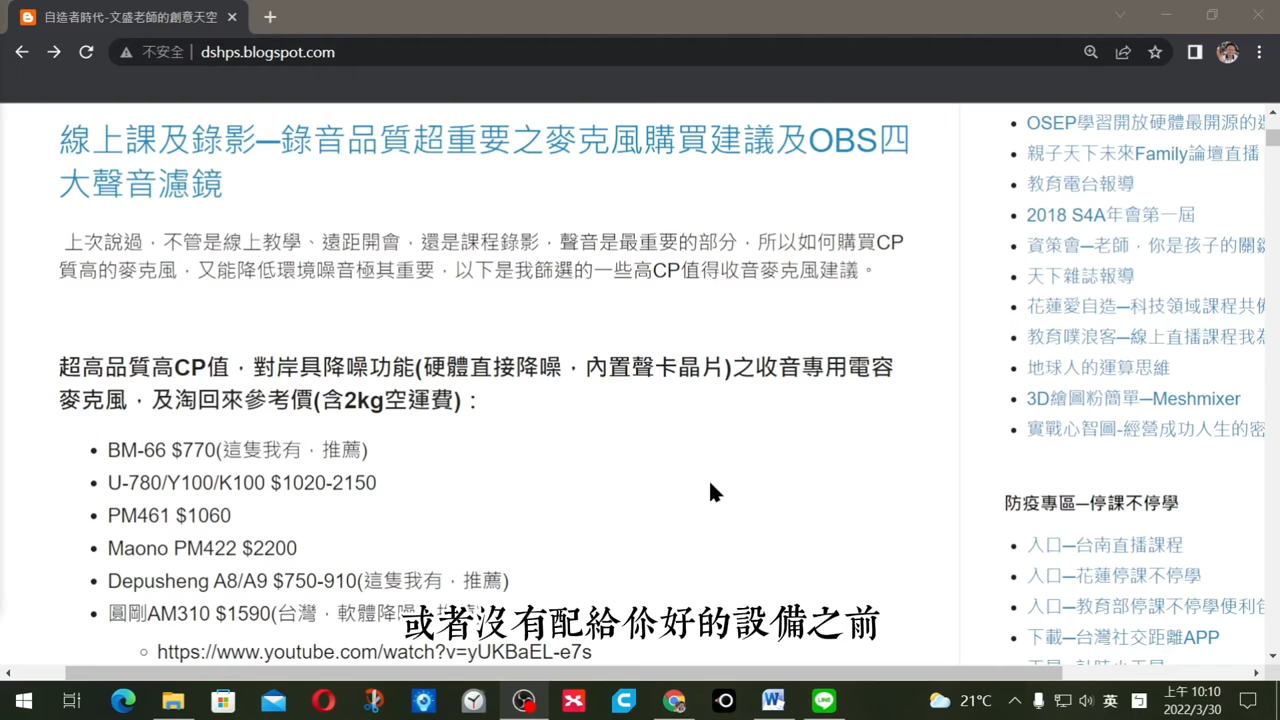 自造者時代-文盛老師的創意天空
不安全
dshps.blogspot.com
線上課及錄影—錄音品質超重要之麥克風購買建議及OBS四
大聲音濾鏡
上次說過，不管是線上教學、遠距開會，還是課程錄影，聲音是最重要的部分，所以如何購買CP
質高的麥克風，又能降低環境噪音極其重要，以下是我篩選的一些高CP值得收音麥克風建議。
超高品質高CP值，對岸具降噪功能(硬體直接降噪，內置聲卡晶片)之收音專用電容
麥克風，及淘回來參考價(含2kg空運費)：
BM-66 $770(這隻我有，推薦)
U-780/Y100/K100 $1020-2150
PM461 $1060
Maono PM422 $2200
Depusheng A8/A9 $750-910(這隻我有，推薦)
圓剛AM310 $1590(台灣，軟體降噪
https://www.youtube.com/watch?v=yUKBaEL-e7s
或者沒有配給你好的設備之前
OSEP學習開放硬體最開源的
親子天下未來Family論壇直播
教育電台報導
2018 S4A年會第一屆
資策會—老師，你是孩子的關
天下雜誌報導
花蓮愛自造—科技領域課程共
教育噗浪客—線上直播課程我
地球人的運算思維
3D繪圖粉簡單—Meshmixer
實戰心智圖-經營成功人生的密
防疫專區—停課不停學
入口—台南直播課程
入口—花蓮停課不停學
入口—教育部停課不停學便利
下載—台灣社交距離APP
21°C
英
上午 10:10
2022/3/30